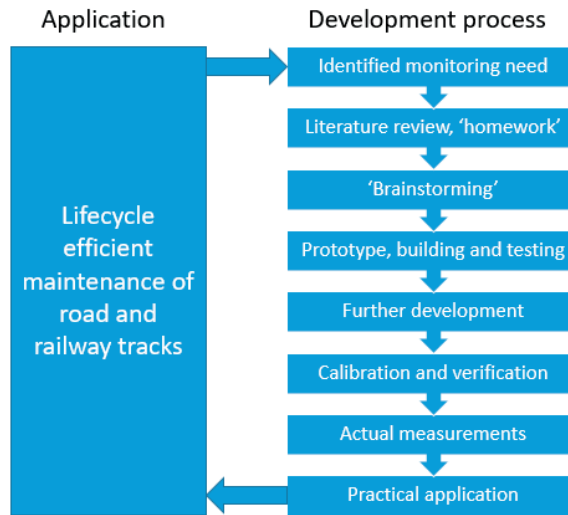 Application
Development process
Lifecycle
efficient
maintenance of
road and
railway tracks
Identified monitoring need
Literature review, ‘homework’
‘Brainstorming’
Prototype, building and testing
Further development
Calibration and verification
Actual measurements
Practical application